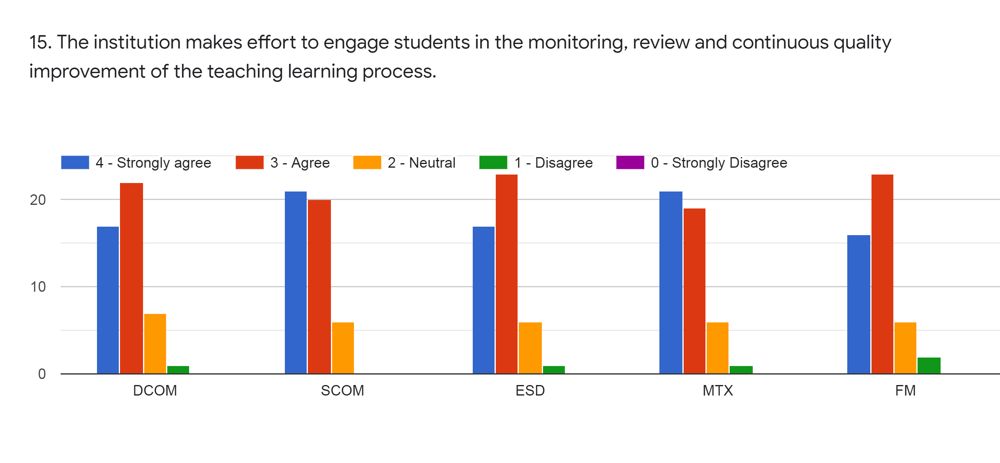 15. The institution makes effort to engage students in the monitoring, review and continuous quality
improvement of the teaching learning process.
4 - Strongly agree 3 - Agree 2 - Neutral 1 - Disagree 0 - Strongly Disagree
20
10
0
DCOM SCOM ESD MTX FM